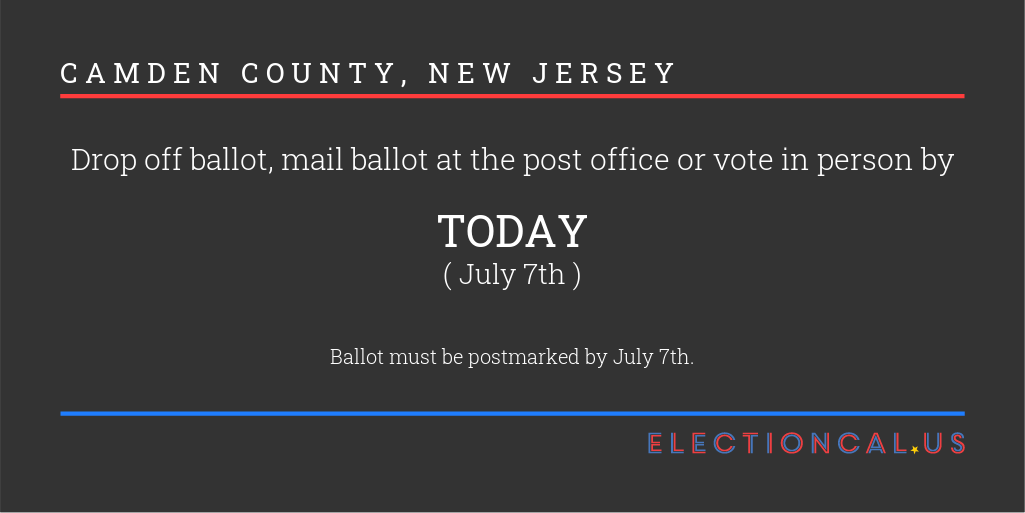 CAMDEN COUNTY, NEW JERSEY
Drop off ballot, mail ballot at the post office or vote in person by
TODAY
( July 7th )
Ballot must be postmarked by July 7th.
ELECTIONCAL.US